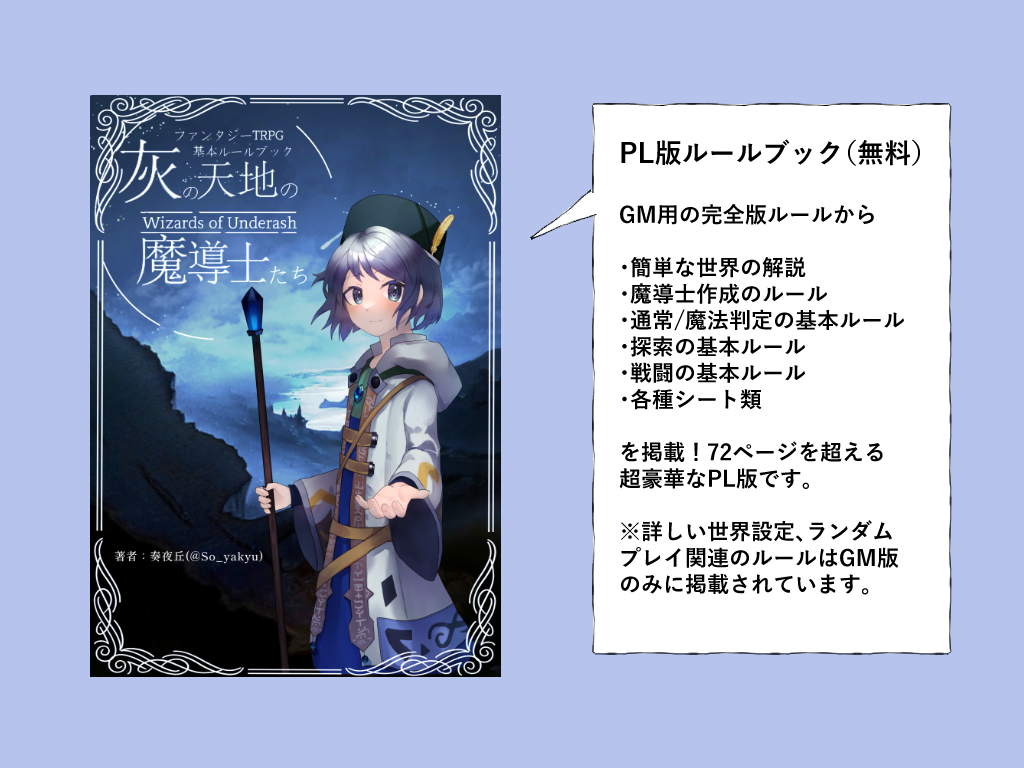 ファンタジーTRPG
基本ルールブック
灰の天地の
Wizards of Underash
魔導士たち
著者：奏夜丘(@So_yakyu)
PL版ルールブック（無料）
GM用の完全版ルールから
・簡単な世界の解説
・魔導士作成のルール
・通常/魔法判定の基本ルール
・探索の基本ルール
・戦闘の基本ルール
・各種シート類
を掲載！72ページを超える
超豪華なPL版です。
※詳しい世界設定、ランダム
プレイ関連のルールはGM版
のみに掲載されています。